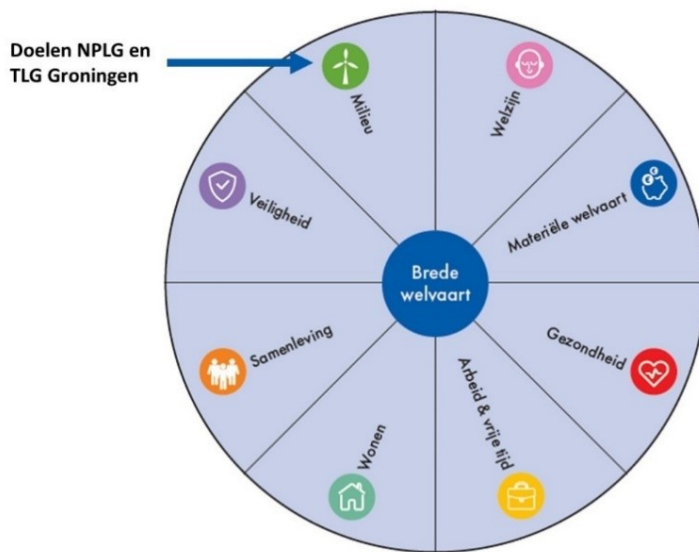 Doelen NPLG en
TLG Groningen
Milieu
Welzijn
Veiligheid
Materiële welvaart
Brede
welvaart
Samenleving
Gezondheid
Wonen
Arbeid & vrije tijd